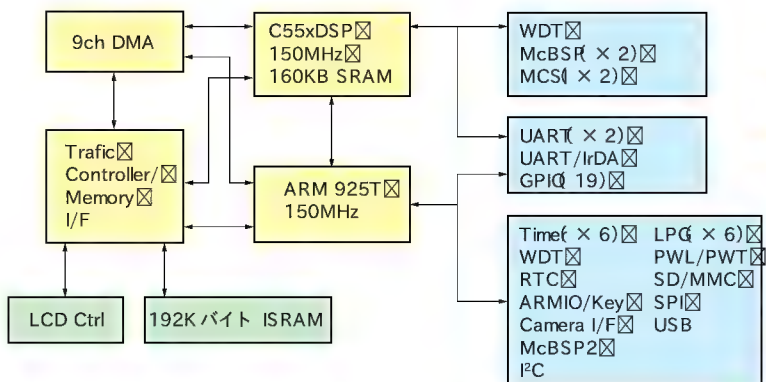 9ch DMA
C55xDSP
150MHz
160KB SRAM
WDT
McBSP( × 2)
MCSI( × 2)
Trafic
Controller/
Memory
I/F
ARM 925T
150MHz
UART( × 2)
UART/IrDA
GPIO( 19)
LCD Ctrl
192Kバイト ISRAM
Timer( × 6) LPG( × 6)
WDT PWL/PWT
RTC SD/MMC
ARMIO/Key SPI
Camera I/F USB
McBSP2
I²C